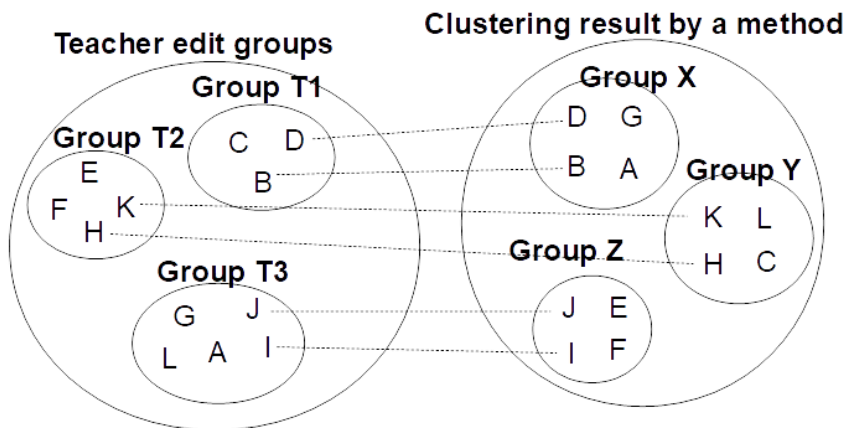 Teacher edit groups
Group T1
C D
B
Group T2
E
F K
H
Group T3
G J
L A I
Clustering result by a method
Group X
D G
B A
Group Y
K L
H C
Group Z
J E
I F